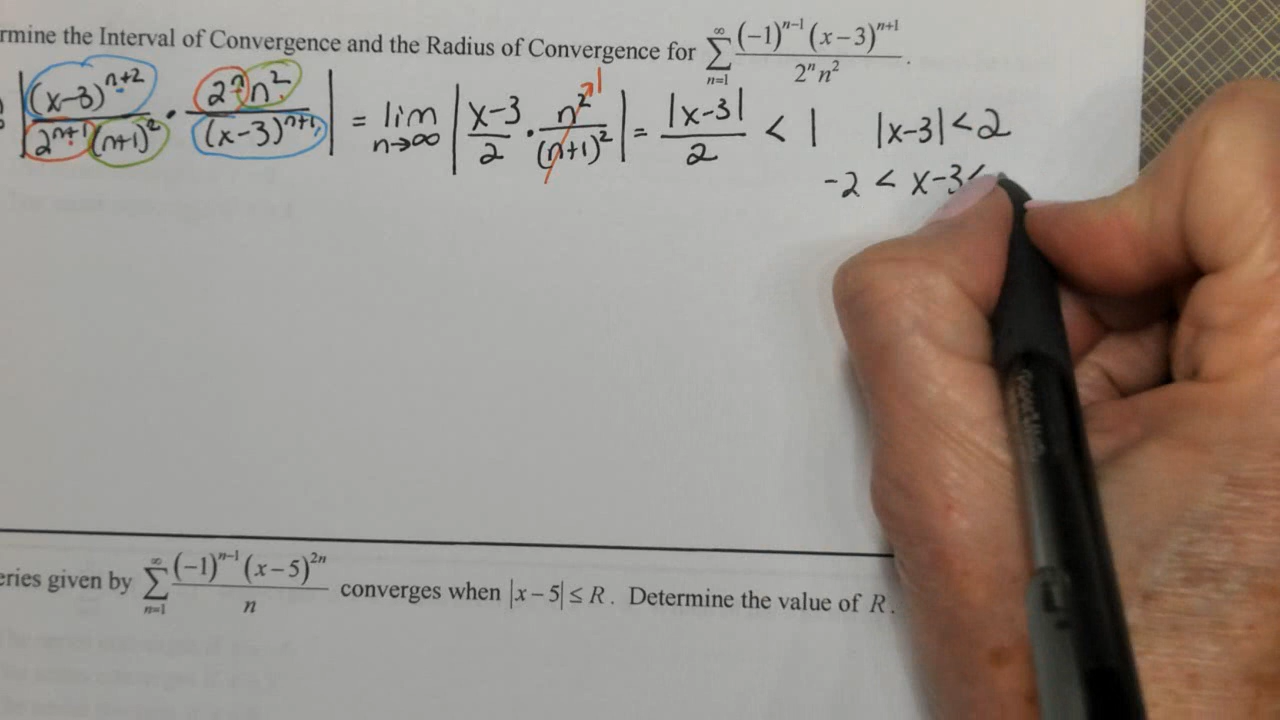 rmine the Interval of Convergence and the Radius of Convergence for ∑_{n=1}^{∞} (−1)^{n−1} (x−3)^{n+1} / 2^n n^2 .
| (x-3)^{n+2} / 2^{n+1} (n+1)^2 · 2^n n^2 / (x-3)^{n+1} | = lim_{n→∞} | x-3 / 2 · n^2 / (n+1)^2 | 1 = |x-3| / 2 < 1 |x-3| < 2
-2 < x-3 <
eries given by ∑_{n=1}^{∞} (−1)^{n−1} (x−5)^{2n} / n converges when |x−5| ≤ R. Determine the value of R.